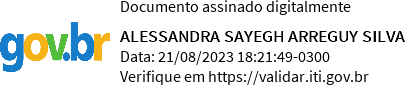 Documento assinado digitalmente
gov.br
ALESSANDRA SAYEGH ARREGUY SILVA
Data: 21/08/2023 18:21:49-0300
Verifique em https://validar.iti.gov.br